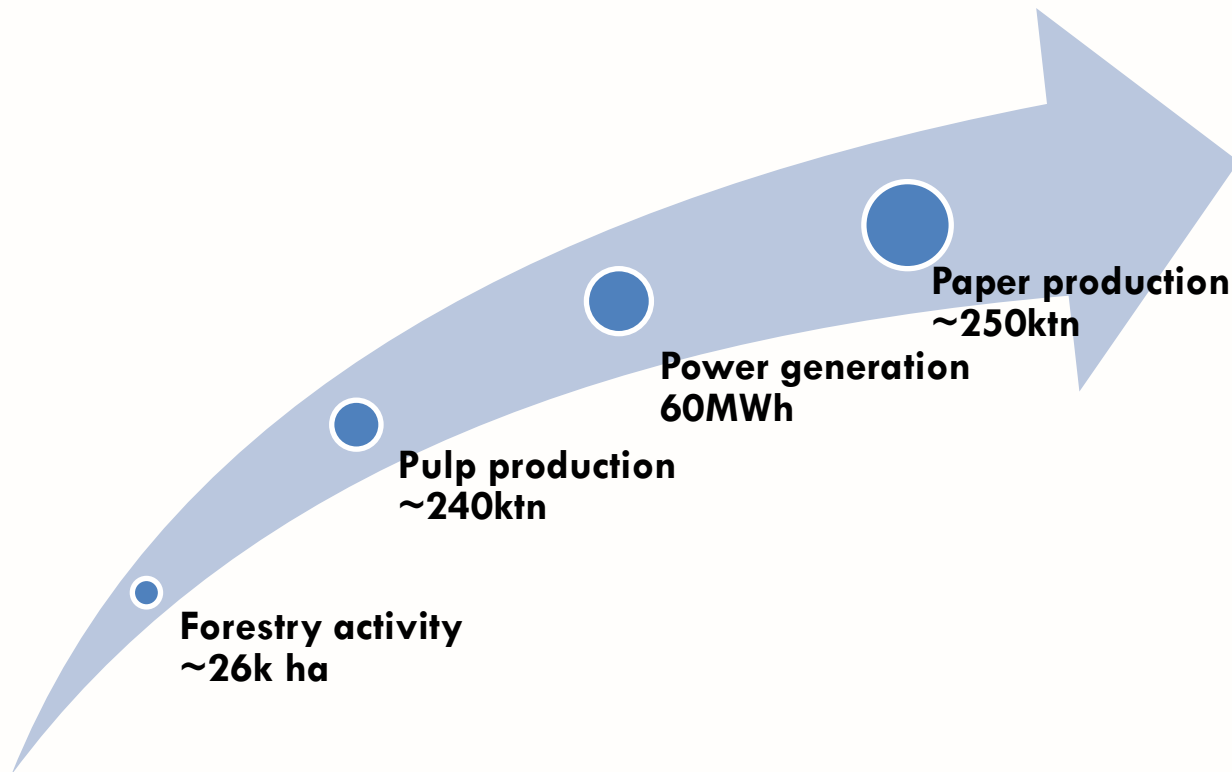 Forestry activity
~26k ha
Pulp production
~240ktn
Power generation
60MWh
Paper production
~250ktn